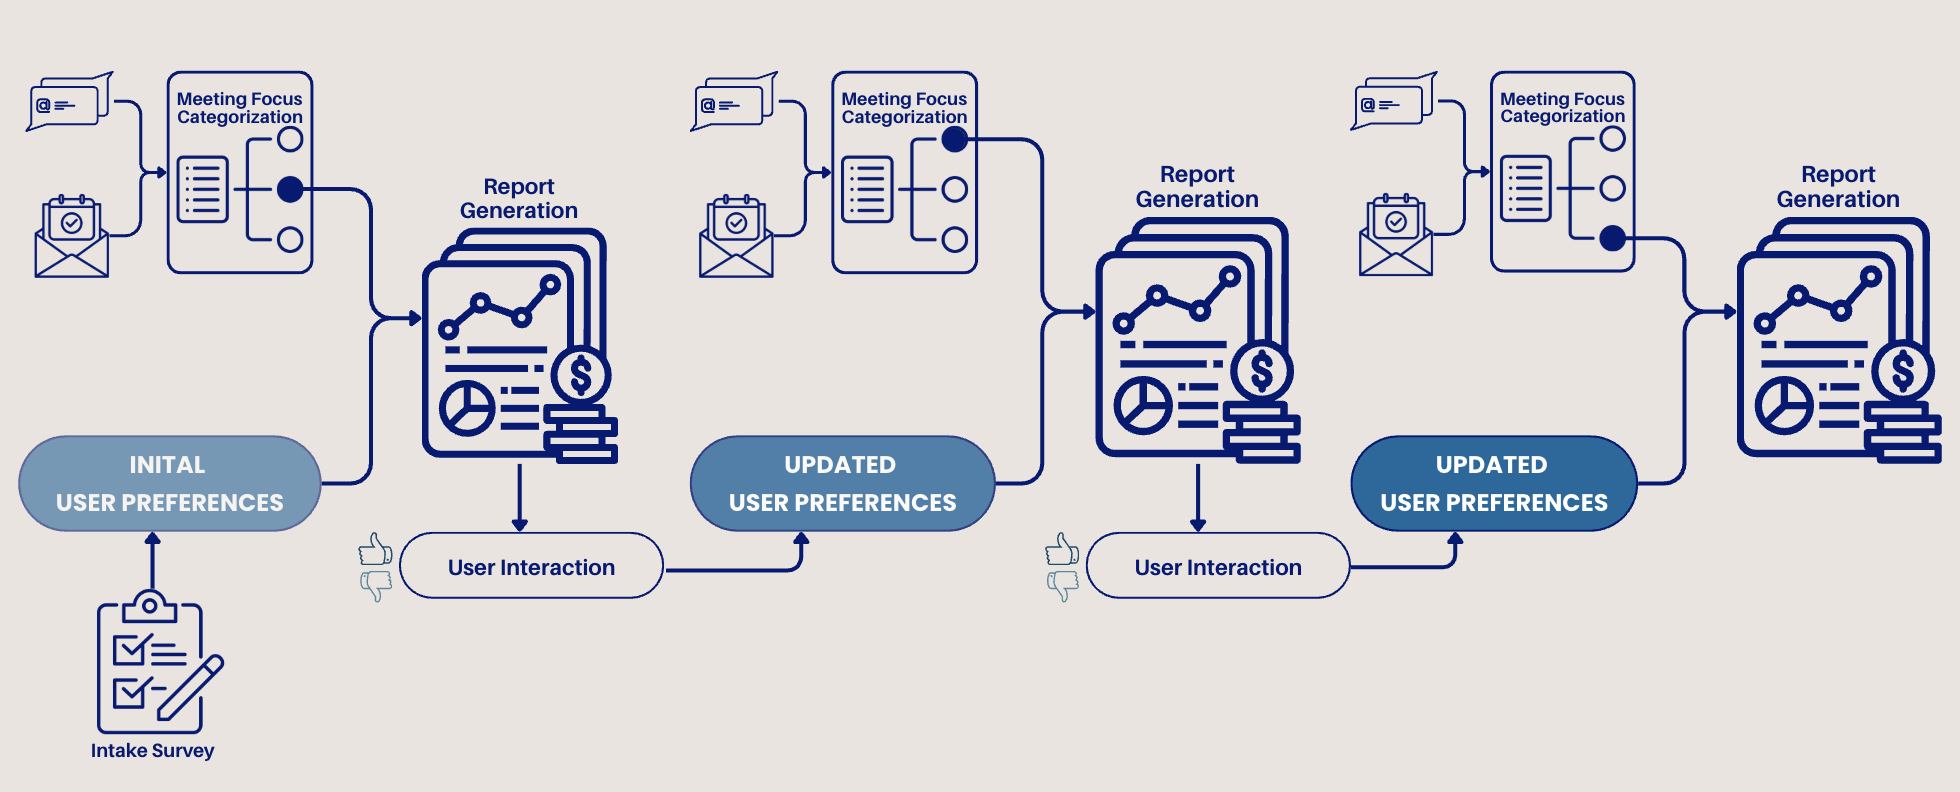 @
Meeting Focus
Categorization
Report
Generation
$
INITAL
USER PREFERENCES
User Interaction
Intake Survey
@
Meeting Focus
Categorization
Report
Generation
$
UPDATED
USER PREFERENCES
User Interaction
@
Meeting Focus
Categorization
Report
Generation
$
UPDATED
USER PREFERENCES